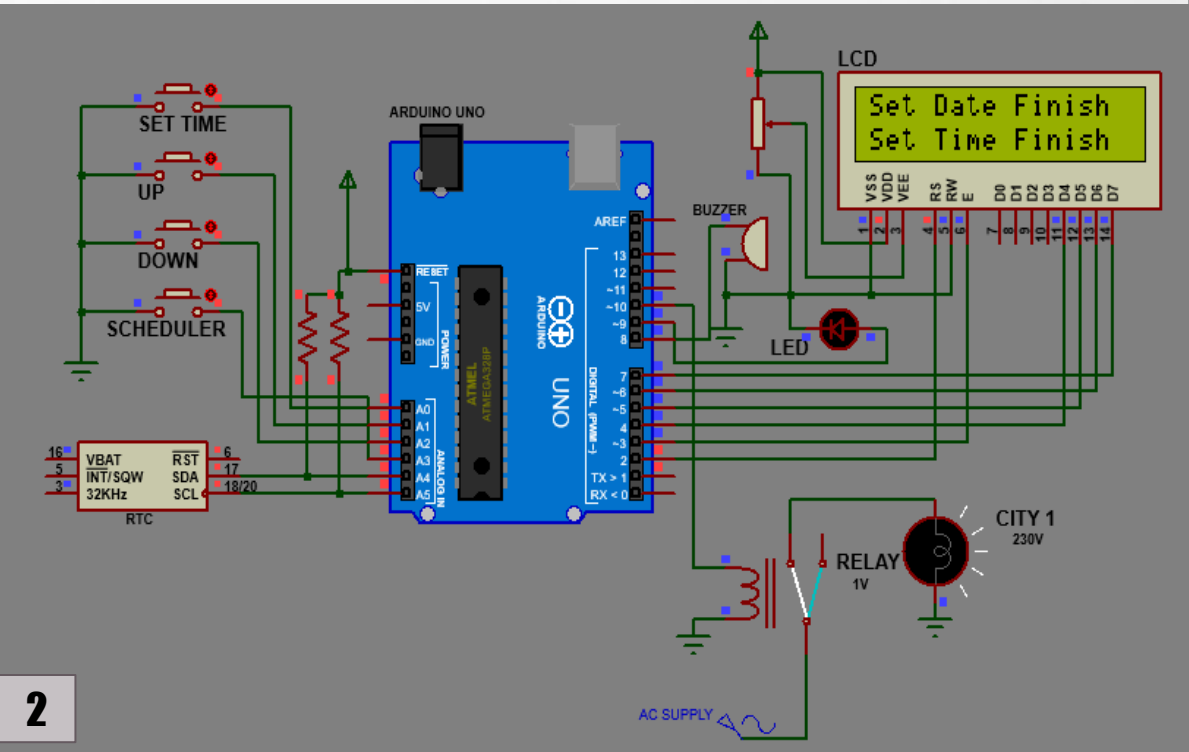 SET TIME
UP
DOWN
SCHEDULER
16 VBAT RST 6
5 INT/SQW SDA 17
3 32KHz SCL 18/20
RTC
ARDUINO UNO
RESET
5V
GND
POWER
A0
A1
A2
A3
A4
A5
ANALOG IN
ATMEL
ATMEGA328P
ARDUINO
UNO
AREF
13
12
~11
~10
~9
8
7
~6
~5
4
~3
2
TX > 1
RX < 0
DIGITAL (PWM~)
BUZZER
LED
LCD
Set Date Finish
Set Time Finish
VSS VDD VEE RS RW E D0 D1 D2 D3 D4 D5 D6 D7
1 2 3 4 5 6 7 8 9 10 11 12 13 14
RELAY
1V
CITY 1
230V
AC SUPPLY
2